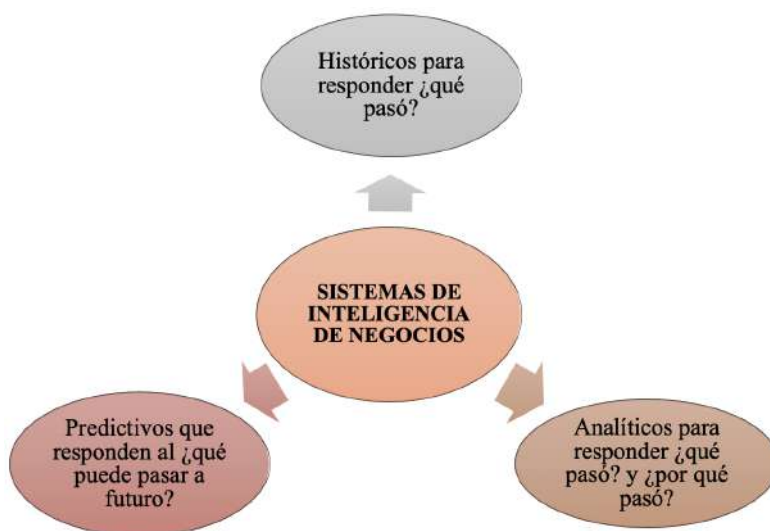 Históricos para
responder ¿qué
pasó?
SISTEMAS DE
INTELIGENCIA
DE NEGOCIOS
Predictivos que
responden al ¿qué
puede pasar a
futuro?
Analíticos para
responder ¿qué
pasó? y ¿por qué
pasó?